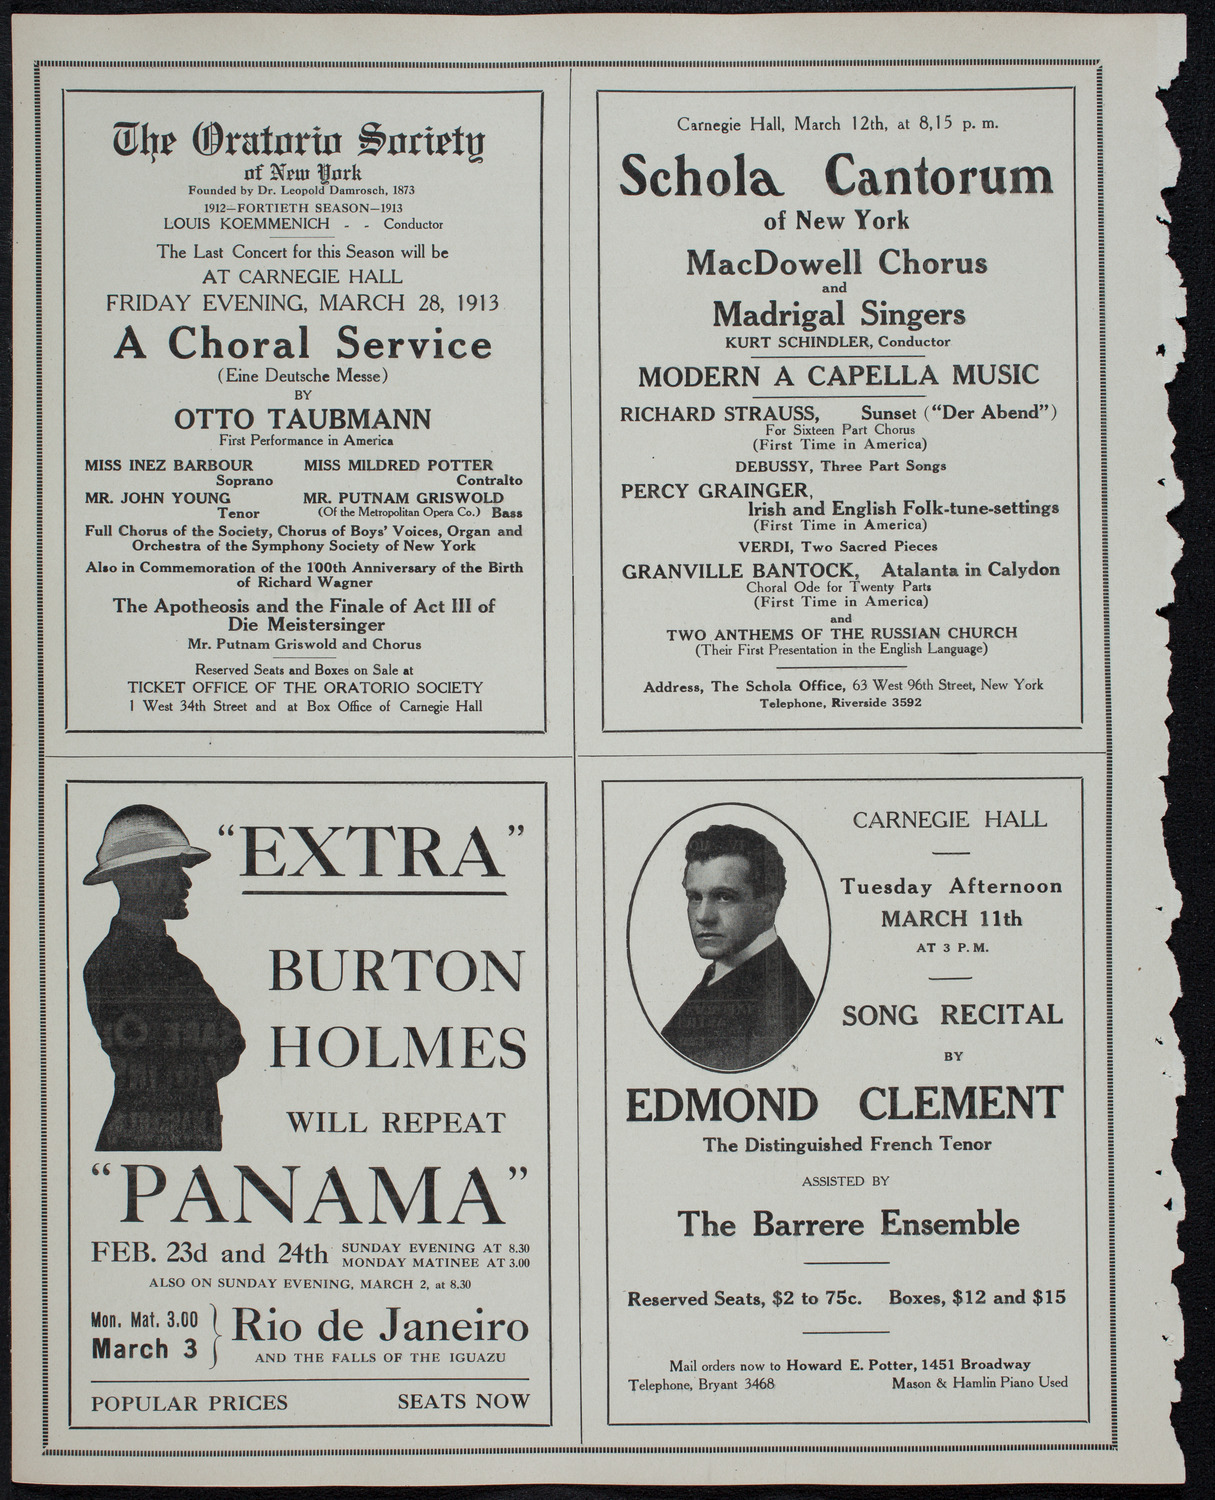 The Oratorio Society
of New York
Founded by Dr. Leopold Damrosch, 1873
1912—FORTIETH SEASON—1913
LOUIS KOEMMENICH - - Conductor
The Last Concert for this Season will be
AT CARNEGIE HALL
FRIDAY EVENING, MARCH 28, 1913
A Choral Service
(Eine Deutsche Messe)
BY
OTTO TAUBMANN
First Performance in America
MISS INEZ BARBOUR MISS MILDRED POTTER
Soprano Contralto
MR. JOHN YOUNG MR. PUTNAM GRISWOLD
Tenor (Of the Metropolitan Opera Co.) Bass
Full Chorus of the Society, Chorus of Boys' Voices, Organ and
Orchestra of the Symphony Society of New York
Also in Commemoration of the 100th Anniversary of the Birth
of Richard Wagner
The Apotheosis and the Finale of Act III of
Die Meistersinger
Mr. Putnam Griswold and Chorus
Reserved Seats and Boxes on Sale at
TICKET OFFICE OF THE ORATORIO SOCIETY
1 West 34th Street and at Box Office of Carnegie Hall
Carnegie Hall, March 12th, at 8,15 p. m.
Schola Cantorum
of New York
MacDowell Chorus
and
Madrigal Singers
KURT SCHINDLER, Conductor
MODERN A CAPELLA MUSIC
RICHARD STRAUSS, Sunset ("Der Abend")
For Sixteen Part Chorus
(First Time in America)
DEBUSSY, Three Part Songs
PERCY GRAINGER,
Irish and English Folk-tune-settings
(First Time in America)
VERDI, Two Sacred Pieces
GRANVILLE BANTOCK, Atalanta in Calydon
Choral Ode for Twenty Parts
(First Time in America)
and
TWO ANTHEMS OF THE RUSSIAN CHURCH
(Their First Presentation in the English Language)
Address, The Schola Office, 63 West 96th Street, New York
Telephone, Riverside 3592
"EXTRA"
BURTON
HOLMES
WILL REPEAT
"PANAMA"
FEB. 23d and 24th SUNDAY EVENING AT 8.30
MONDAY MATINEE AT 3.00
ALSO ON SUNDAY EVENING, MARCH 2, at 8.30
Mon. Mat. 3.00
March 3 } Rio de Janeiro
AND THE FALLS OF THE IGUAZU
POPULAR PRICES SEATS NOW
CARNEGIE HALL
Tuesday Afternoon
MARCH 11th
AT 3 P.M.
SONG RECITAL
BY
EDMOND CLEMENT
The Distinguished French Tenor
ASSISTED BY
The Barrere Ensemble
Reserved Seats, $2 to 75c. Boxes, $12 and $15
Mail orders now to Howard E. Potter, 1451 Broadway
Telephone, Bryant 3468 Mason & Hamlin Piano Used